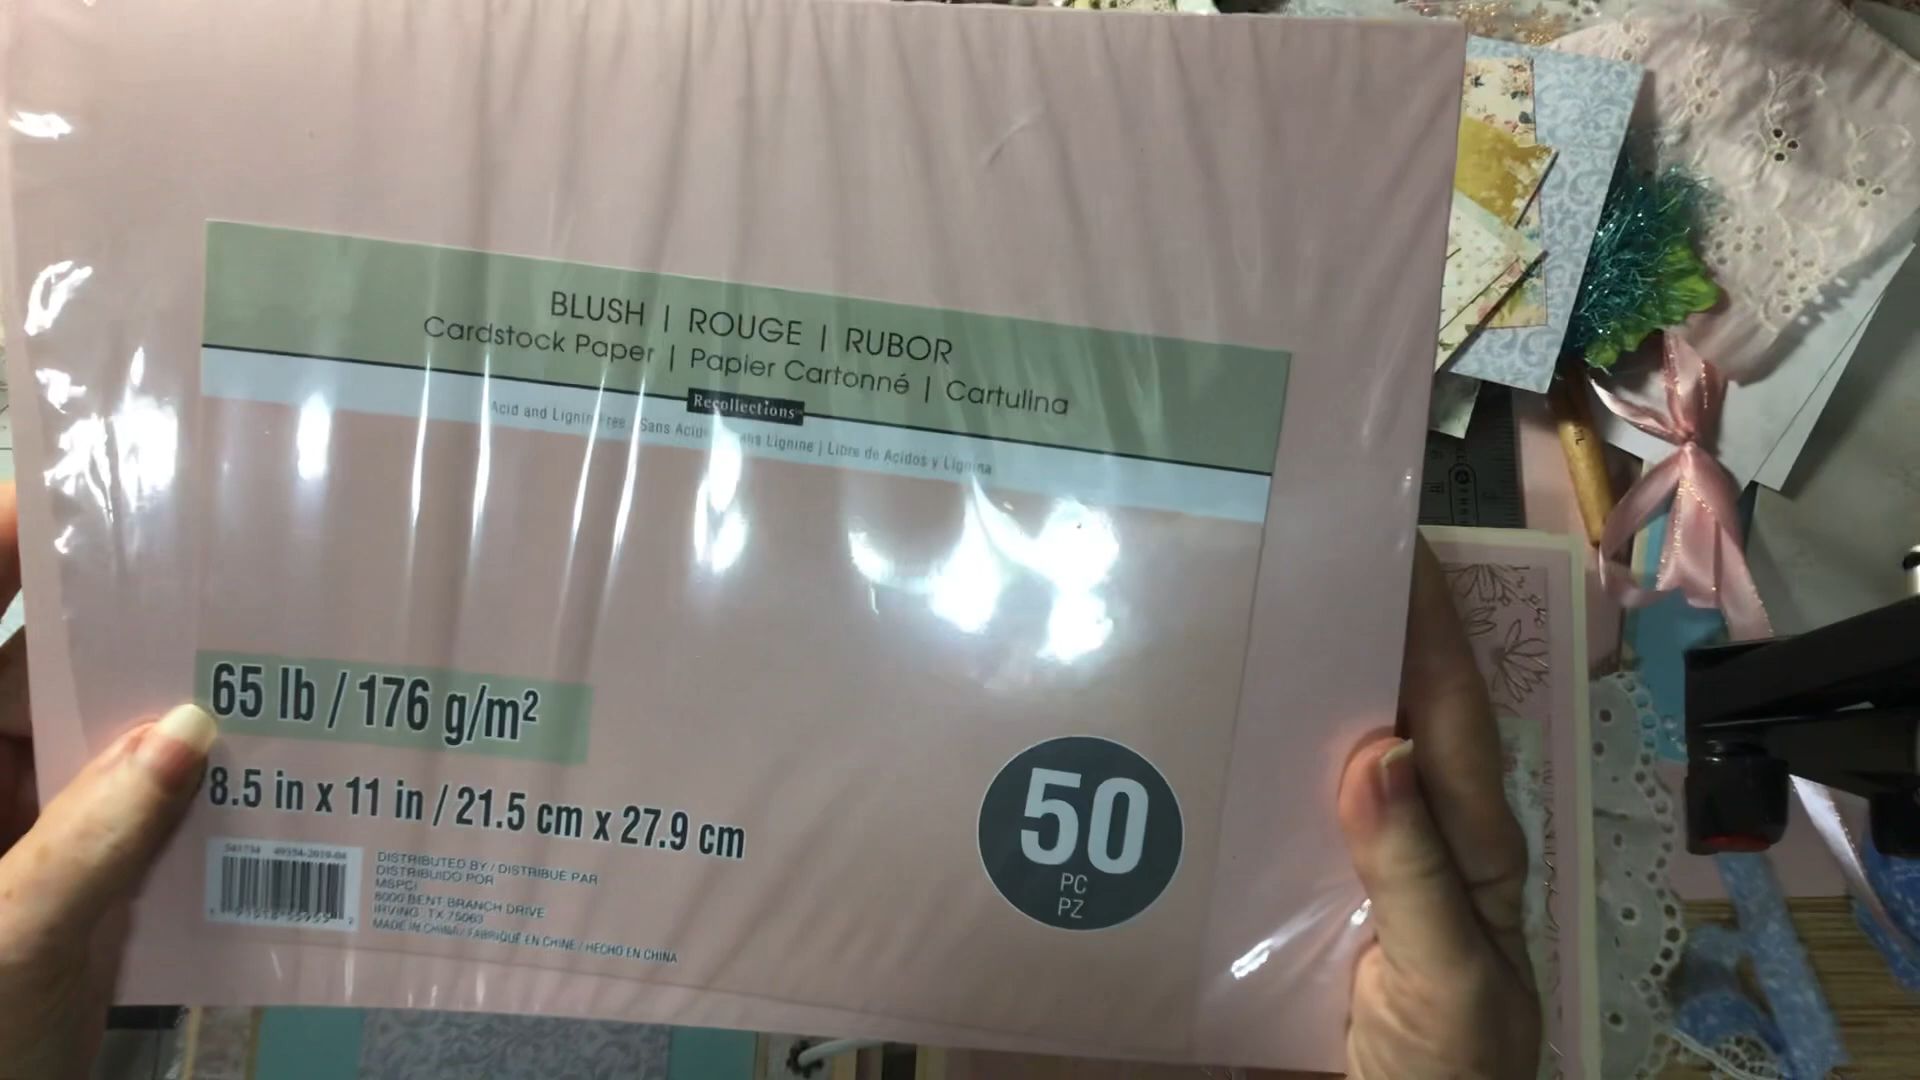 BLUSH | ROUGE | RUBOR
Cardstock Paper | Papier Cartonné | Cartulina
Recollections
Acid and Lignin Free | Sans Acide Sans Lignine | Libre de Acidos y Lignina
65 lb / 176 g/m²
8.5 in x 11 in / 21.5 cm x 27.9 cm
50
PC
PZ
DISTRIBUTED BY / DISTRIBUE PAR
DISTRIBUIDO POR
MSPCI
8000 BENT BRANCH DRIVE
IRVING, TX 75063
MADE IN CHINA / FABRIQUÉ EN CHINE / HECHO EN CHINA